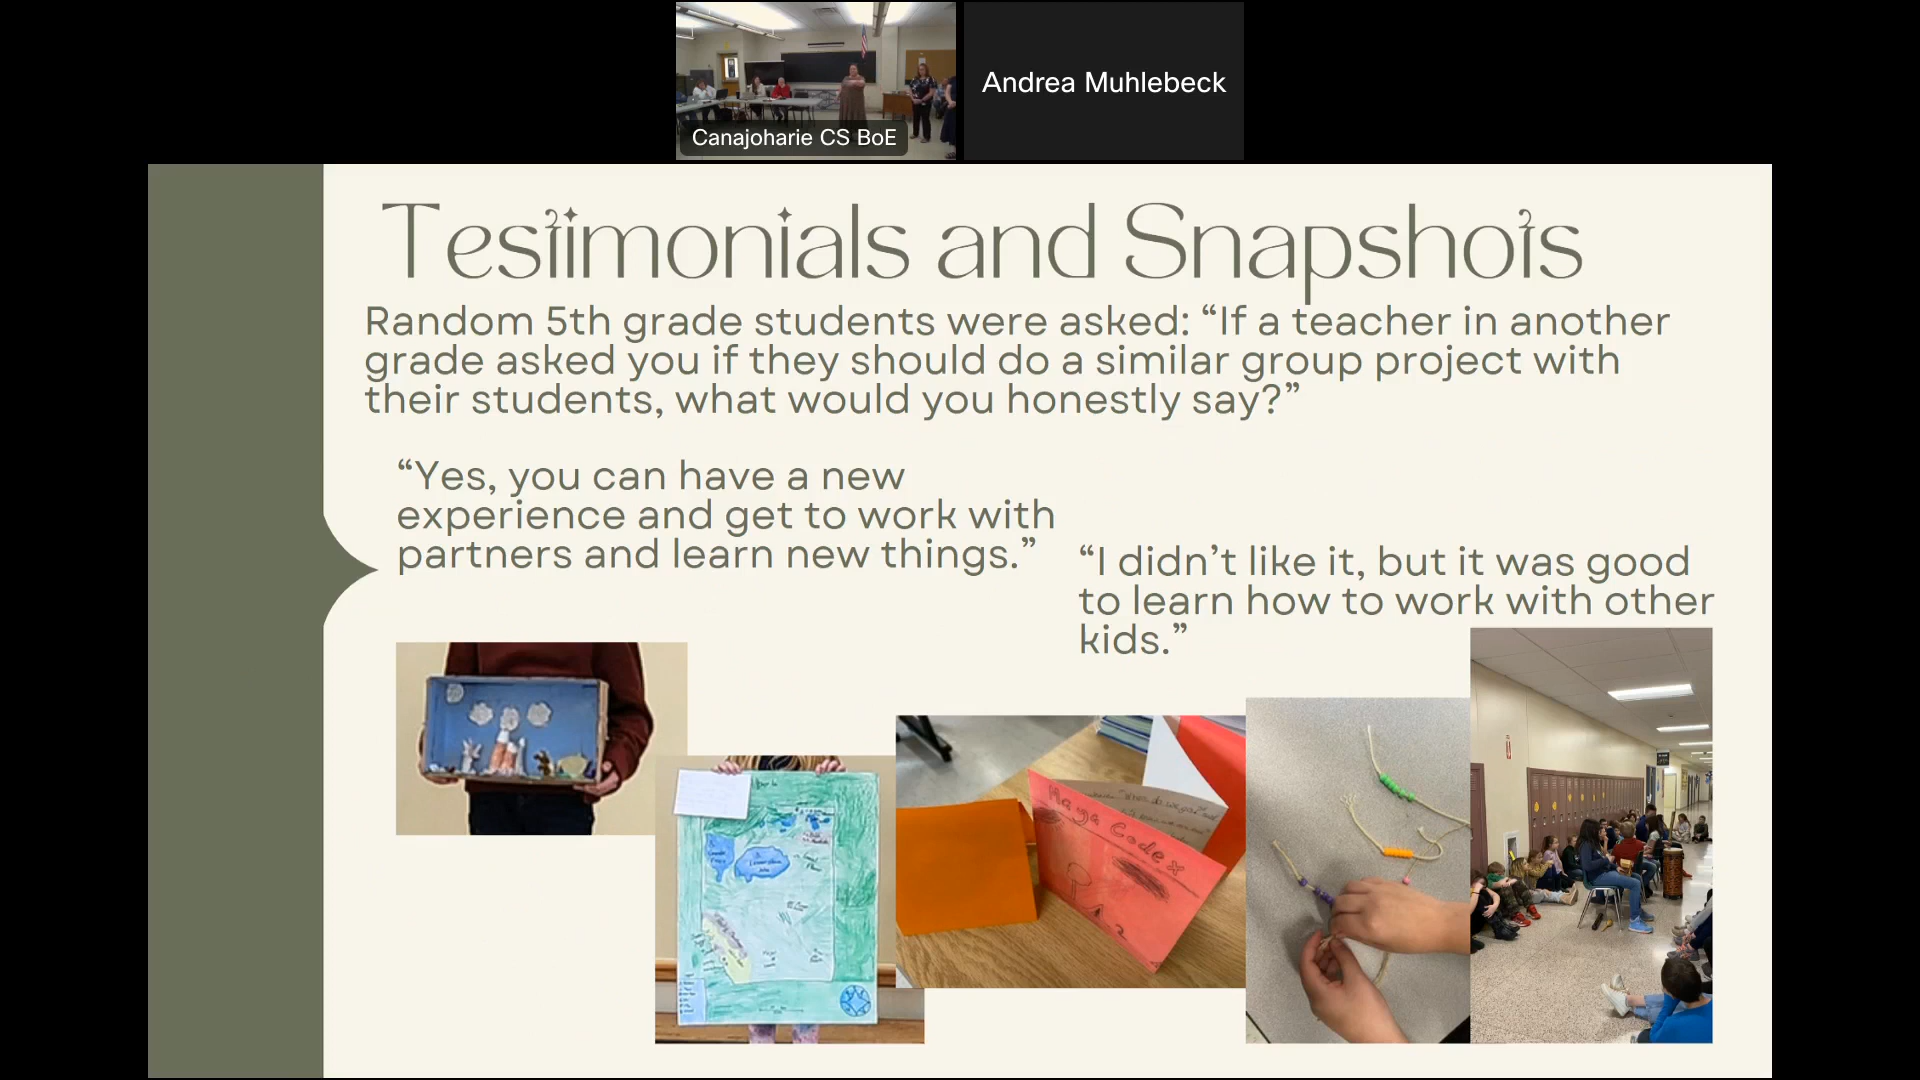 Canajoharie CS BoE
Andrea Muhlebeck
Testimonials and Snapshots
Random 5th grade students were asked: “If a teacher in another
grade asked you if they should do a similar group project with
their students, what would you honestly say?”
“Yes, you can have a new
experience and get to work with
partners and learn new things.”
“I didn’t like it, but it was good
to learn how to work with other
kids.”
Maya Codex